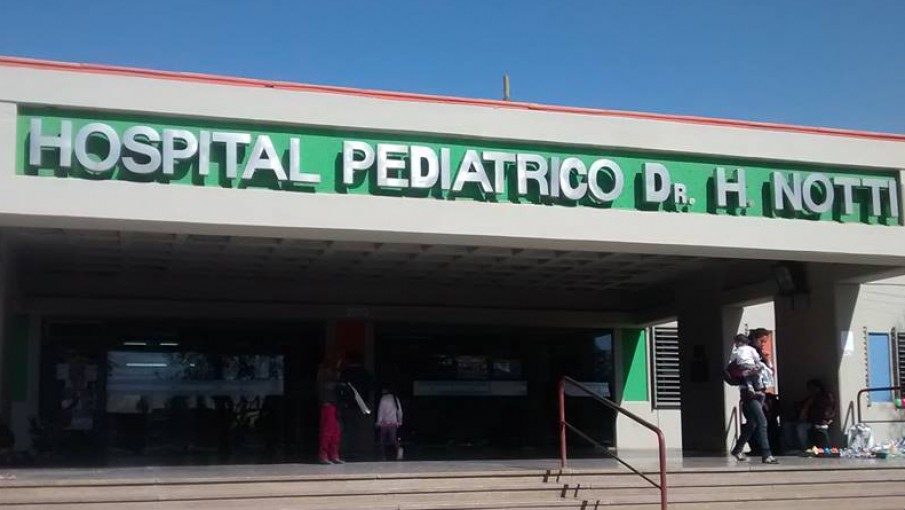 HOSPITAL PEDIATRICO DR. H. NOTTI